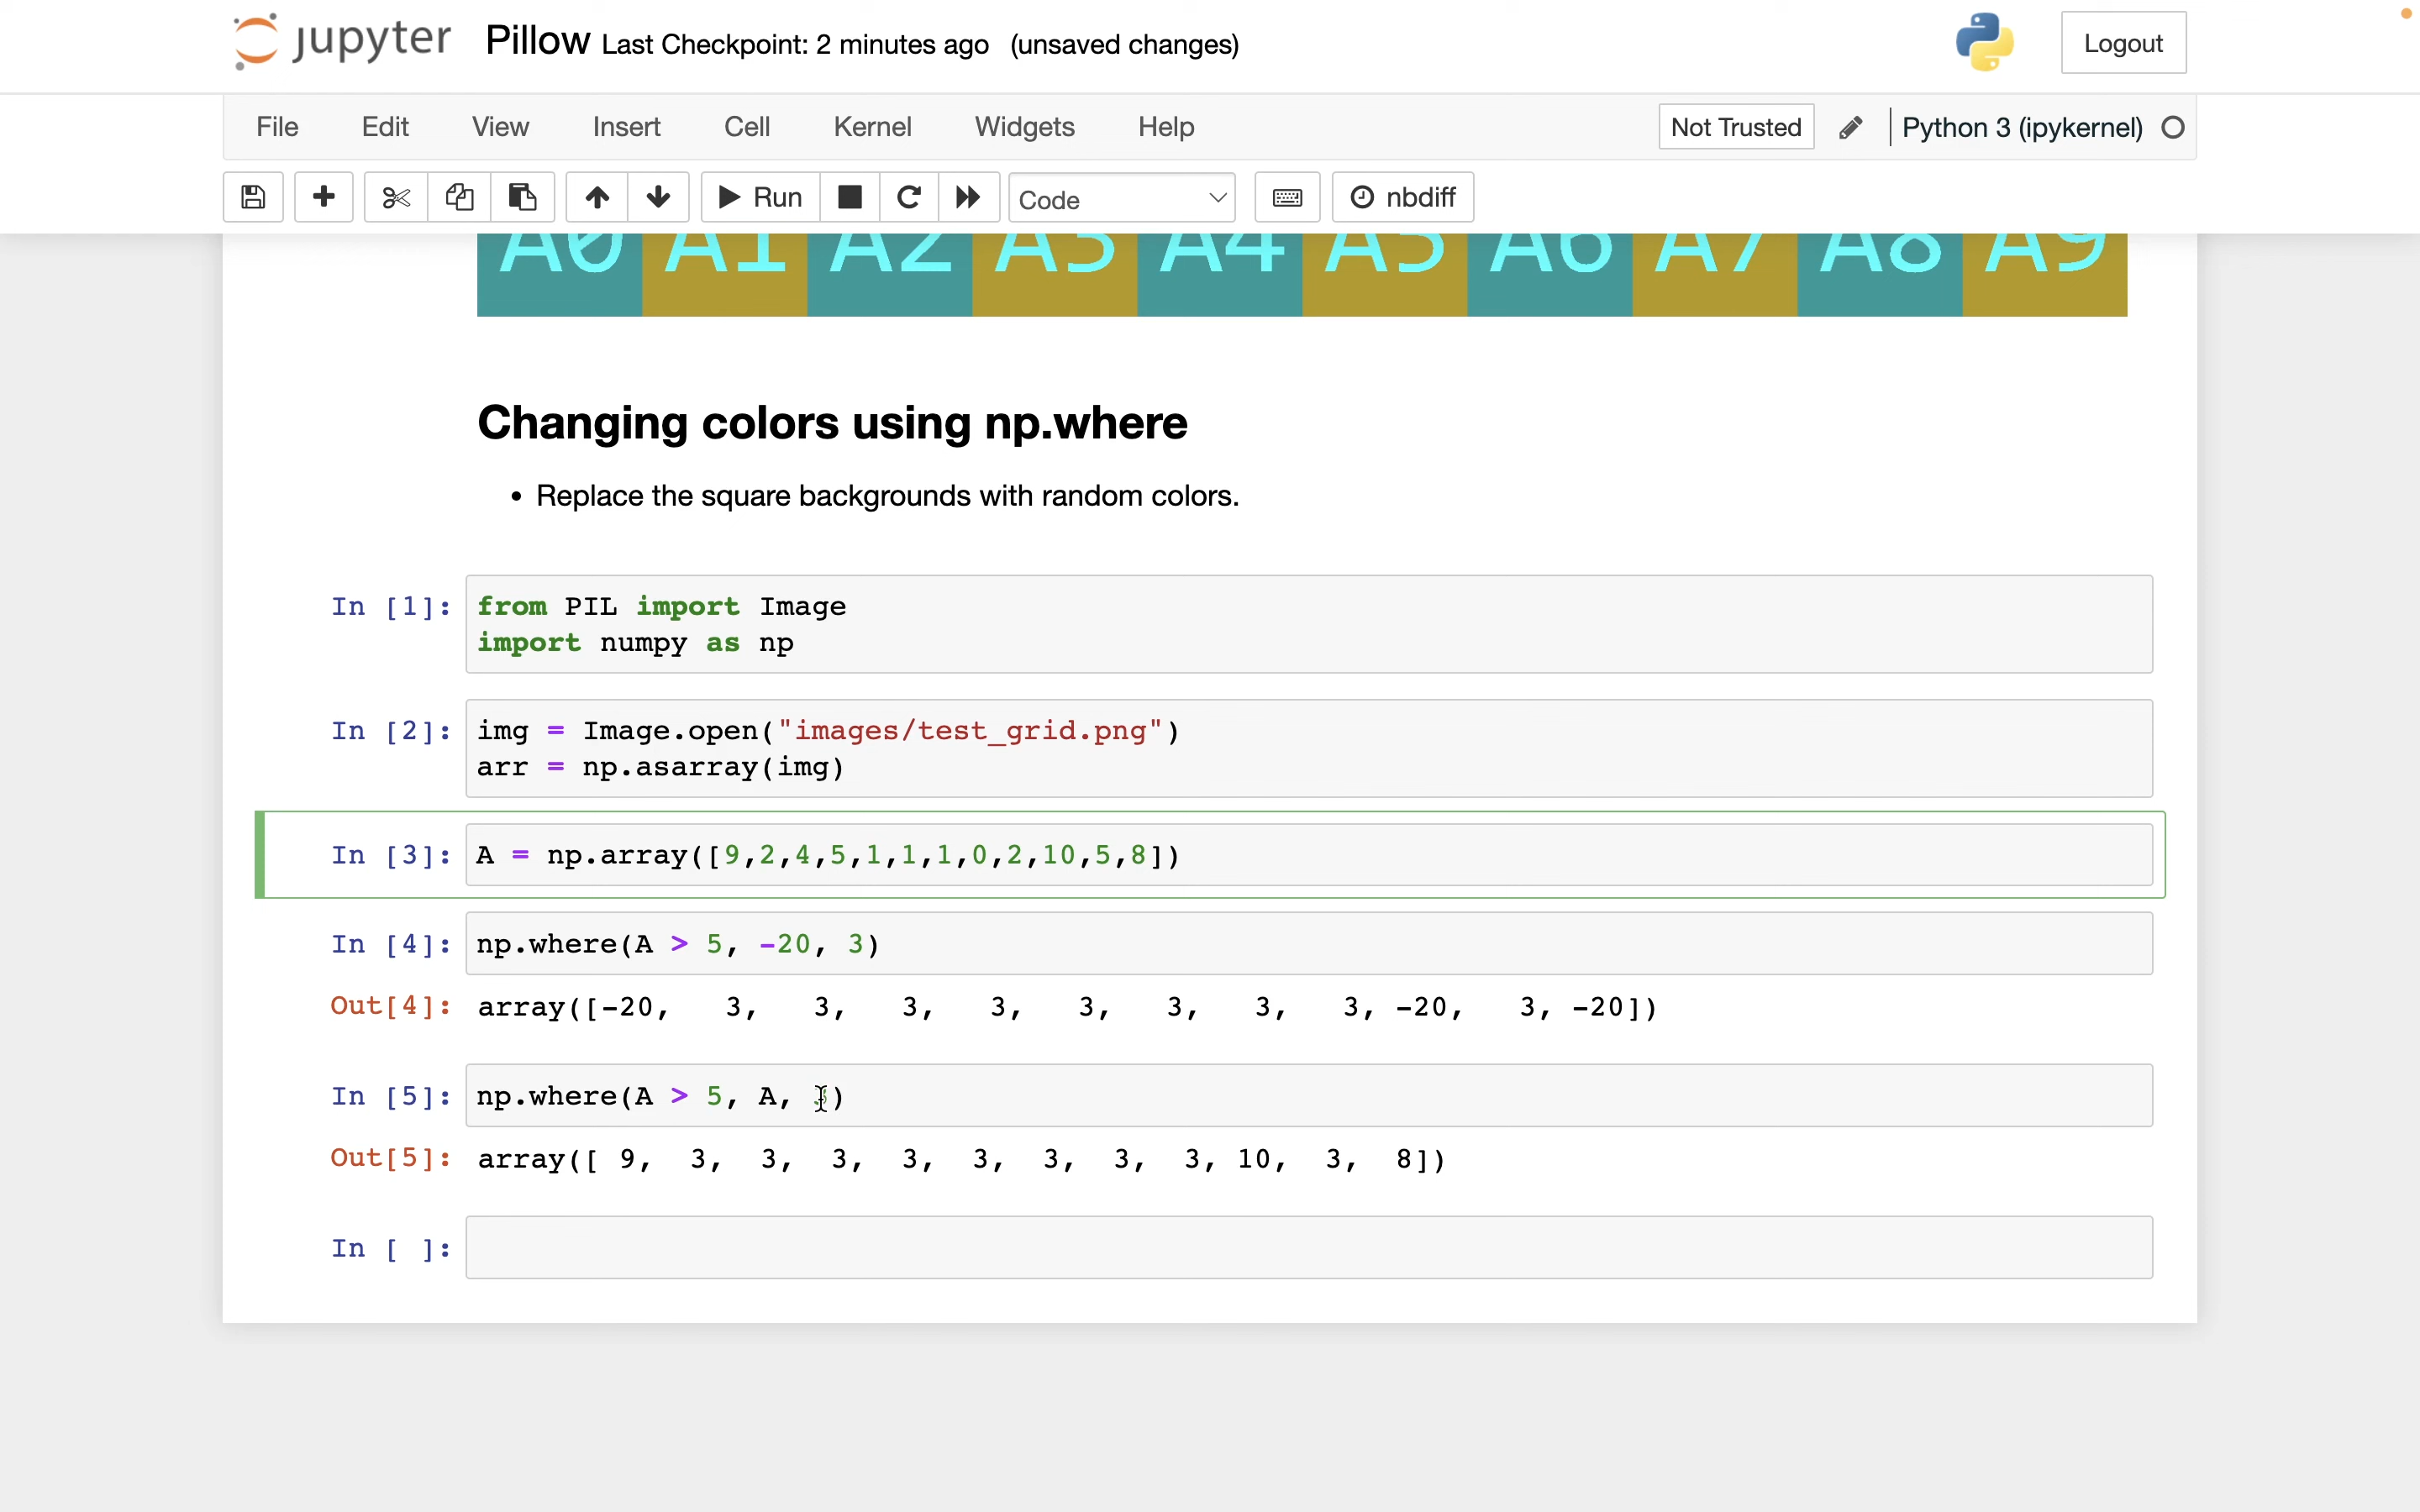 jupyter Pillow Last Checkpoint: 2 minutes ago (unsaved changes) Logout
File Edit View Insert Cell Kernel Widgets Help Not Trusted Python 3 (ipykernel)
Run Code nbdiff
A0 A1 A2 A3 A4 A5 A6 A7 A8 A9
Changing colors using np.where
• Replace the square backgrounds with random colors.
In [1]: from PIL import Image
import numpy as np
In [2]: img = Image.open("images/test_grid.png")
arr = np.asarray(img)
In [3]: A = np.array([9,2,4,5,1,1,1,0,2,10,5,8])
In [4]: np.where(A > 5, -20, 3)
Out[4]: array([-20, 3, 3, 3, 3, 3, 3, 3, 3, -20, 3, -20])
In [5]: np.where(A > 5, A, 3)
Out[5]: array([ 9, 3, 3, 3, 3, 3, 3, 3, 3, 10, 3, 8])
In [ ]: